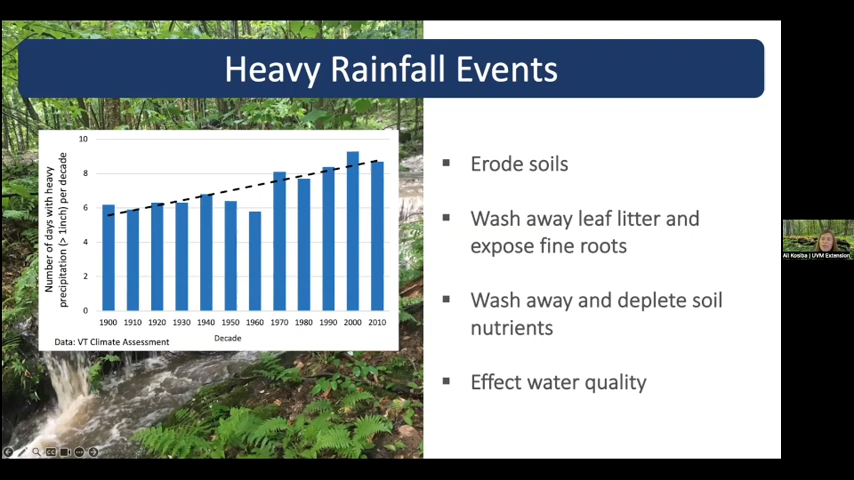 Heavy Rainfall Events
Number of days with heavy
precipitation (> 1inch) per decade
10
8
6
4
2
0
1900 1910 1920 1930 1940 1950 1960 1970 1980 1990 2000 2010
Decade
Data: VT Climate Assessment
▪ Erode soils
▪ Wash away leaf litter and
expose fine roots
▪ Wash away and deplete soil
nutrients
▪ Effect water quality
Ali Kosiba | UVM Extension
CC